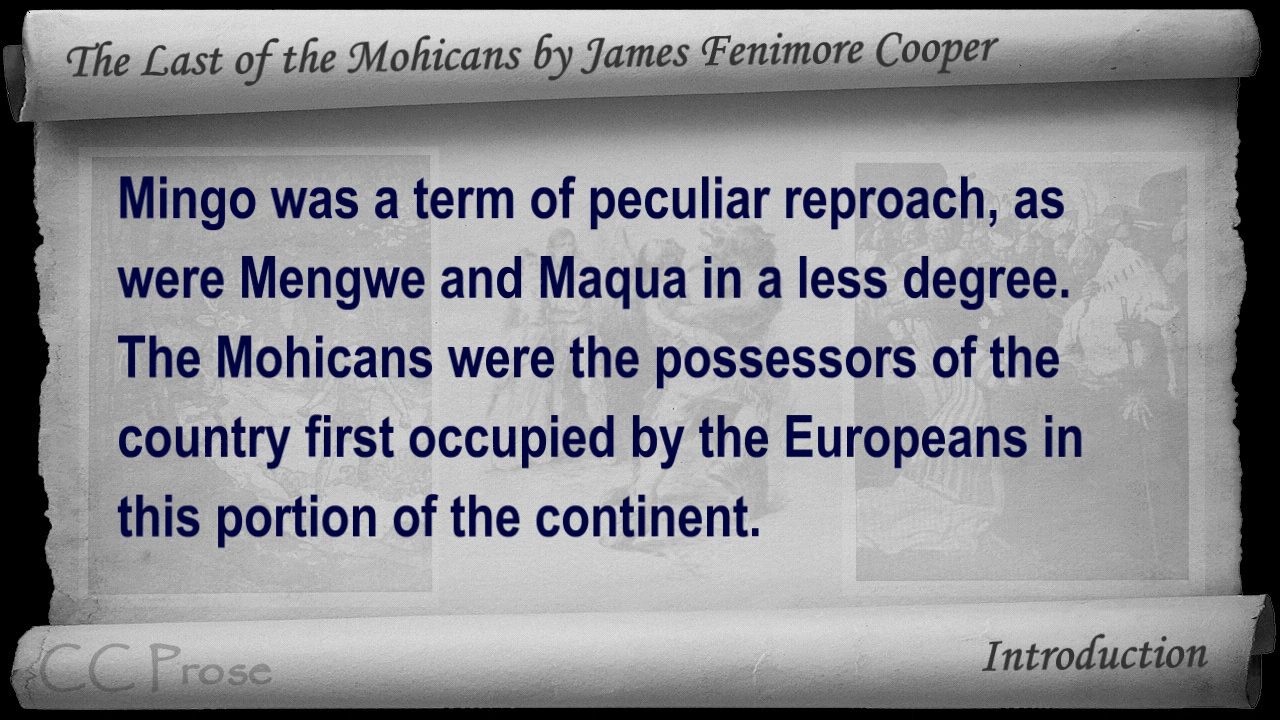 The Last of the Mohicans by James Fenimore Cooper
Mingo was a term of peculiar reproach, as
were Mengwe and Maqua in a less degree.
The Mohicans were the possessors of the
country first occupied by the Europeans in
this portion of the continent.
CC Prose
Introduction